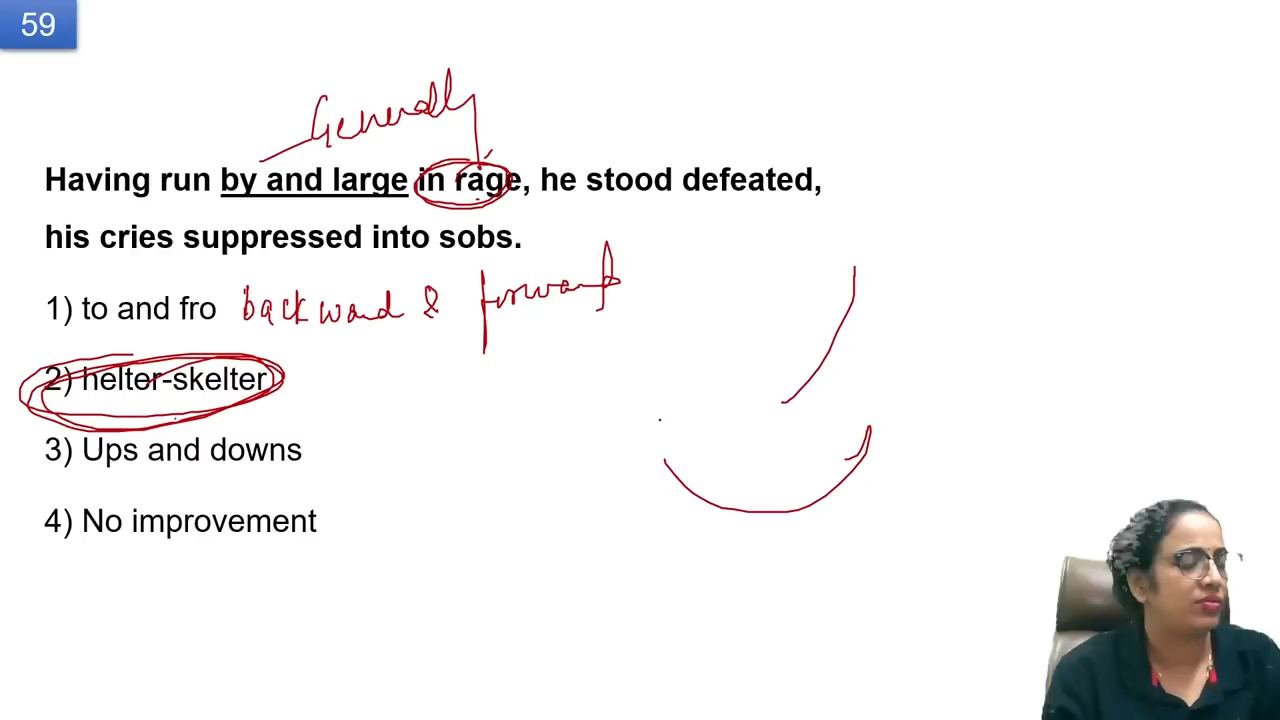 59
Generally
Having run by and large in rage, he stood defeated,
his cries suppressed into sobs.
1) to and fro backward & forward
2) helter-skelter
3) Ups and downs
4) No improvement